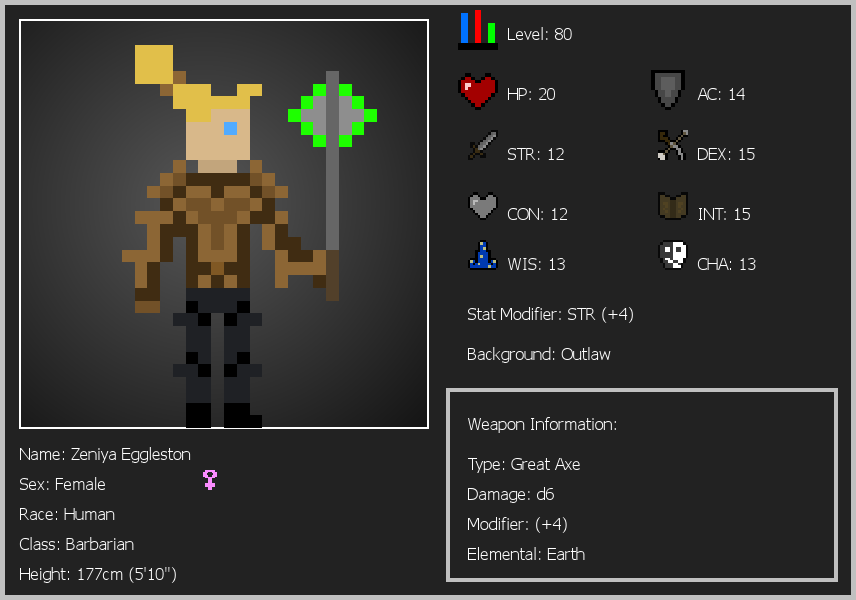 Level: 80
HP: 20
AC: 14
STR: 12
DEX: 15
CON: 12
INT: 15
WIS: 13
CHA: 13
Stat Modifier: STR (+4)
Background: Outlaw
Weapon Information:
Type: Great Axe
Damage: d6
Modifier: (+4)
Elemental: Earth
Name: Zeniya Eggleston
Sex: Female
Race: Human
Class: Barbarian
Height: 177cm (5'10")